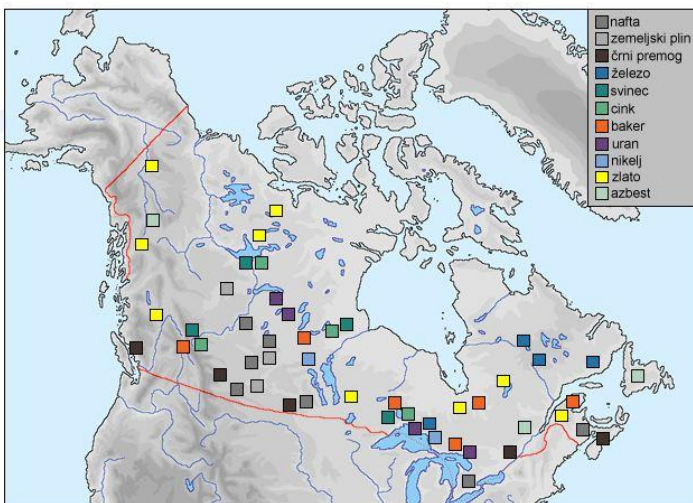 nafta
zemeljski plin
črni premog
železo
svinec
cink
baker
uran
nikelj
zlato
azbest